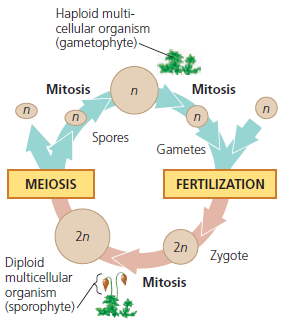 Haploid multi-
cellular organism
(gametophyte)
Mitosis
n
Mitosis
n
n
n
n
Spores
Gametes
MEIOSIS
FERTILIZATION
2n
2n
Zygote
Diploid
multicellular
organism
(sporophyte)
Mitosis